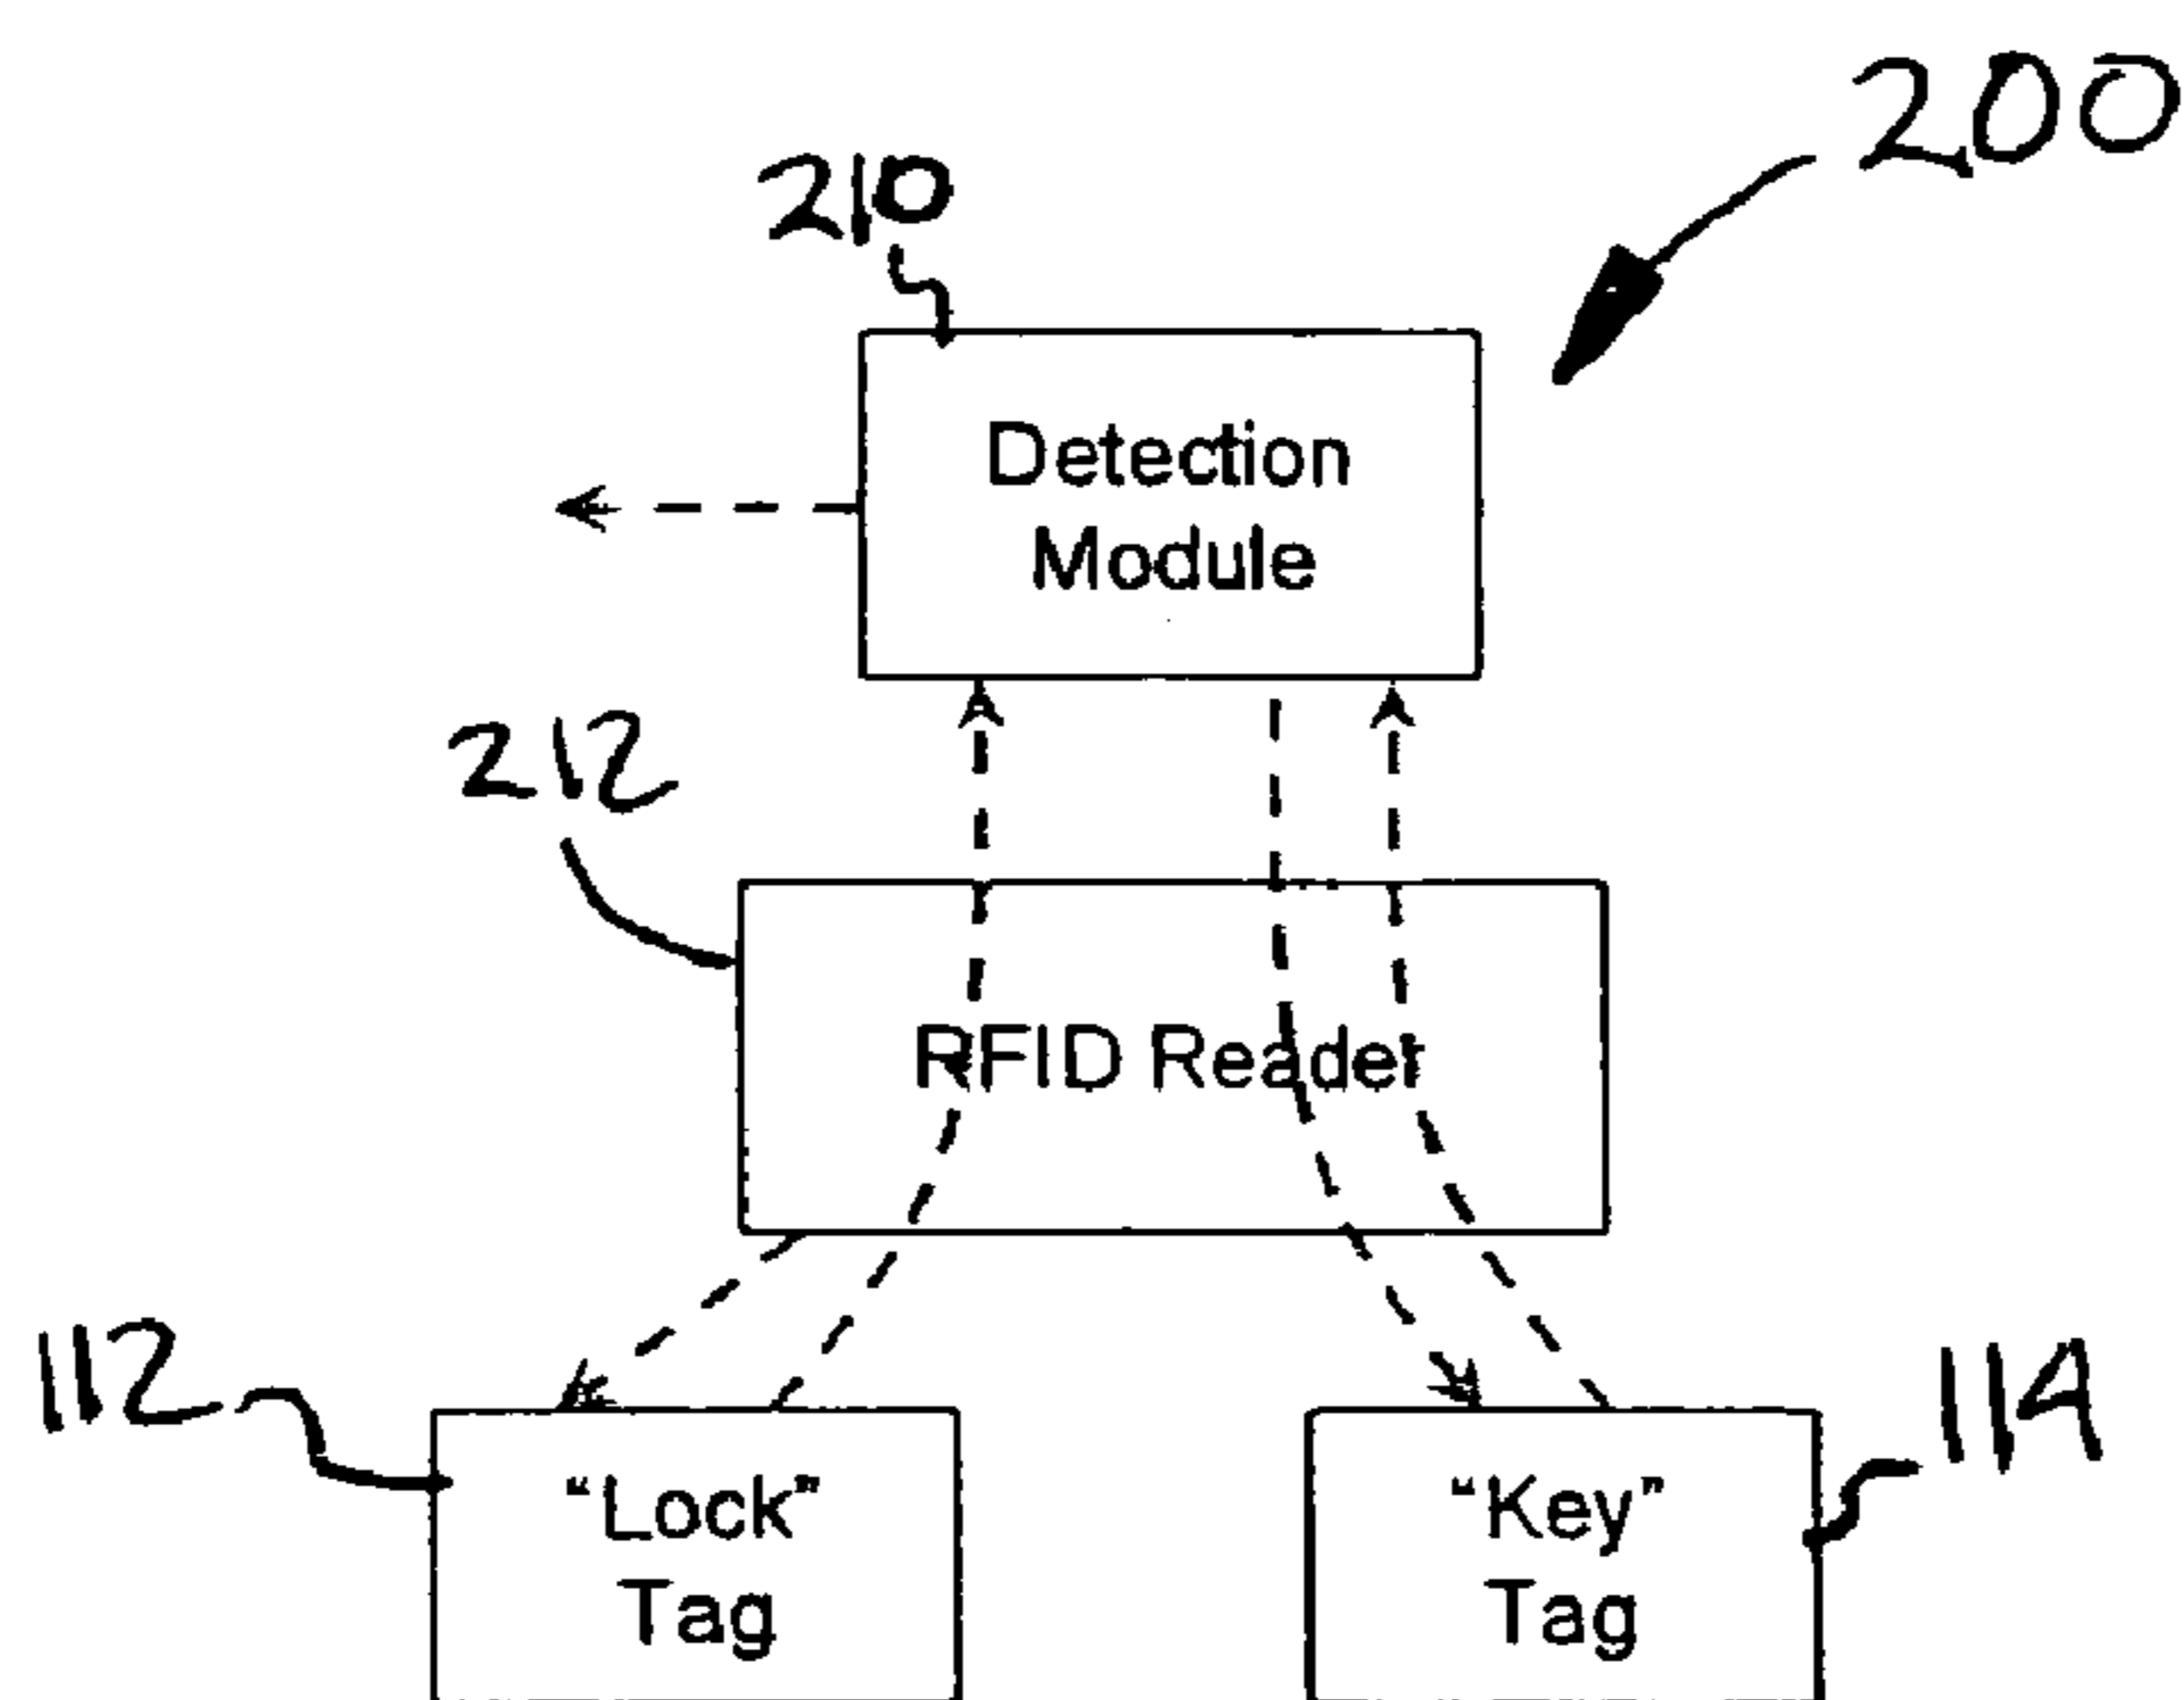 200
210
Detection
Module
212
RFID Reader
112
114
“Lock”
Tag
“Key”
Tag